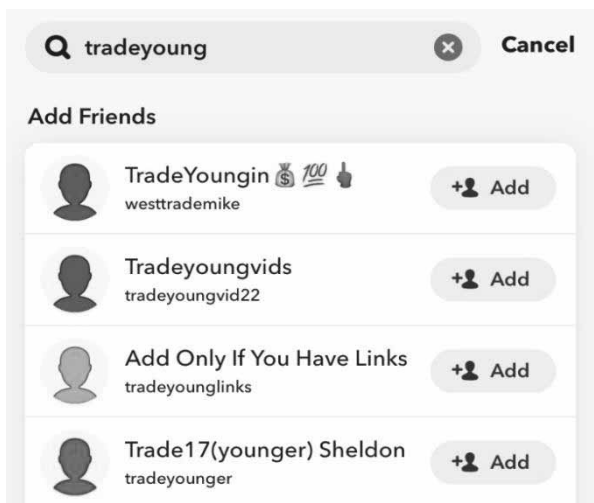 tradeyoung
Cancel
Add Friends
TradeYoungin 💰 💯 🖕
westtrademike
Add
Tradeyoungvids
tradeyoungvid22
Add
Add Only If You Have Links
tradeyounglinks
Add
Trade17(younger) Sheldon
tradeyounger
Add